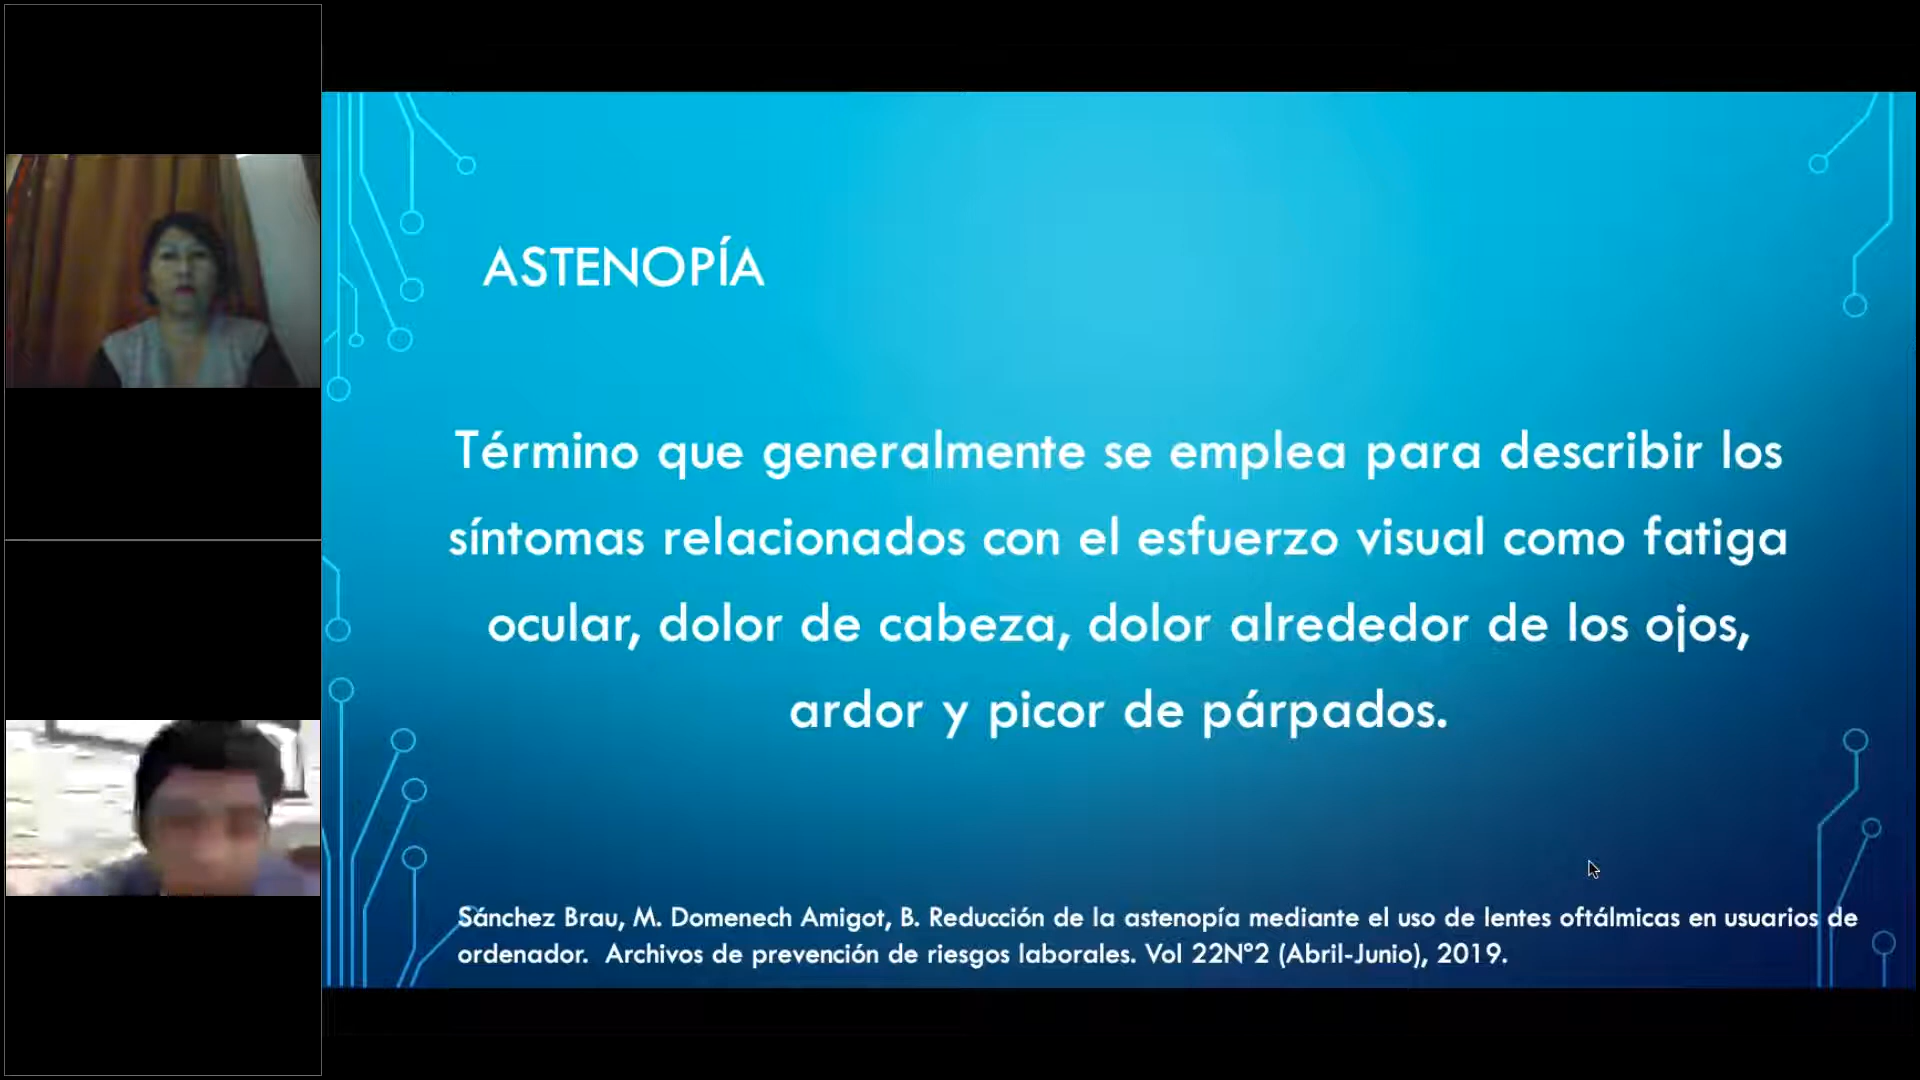 ASTENOPÍA
Término que generalmente se emplea para describir los
síntomas relacionados con el esfuerzo visual como fatiga
ocular, dolor de cabeza, dolor alrededor de los ojos,
ardor y picor de párpados.
Sánchez Brau, M. Domenech Amigot, B. Reducción de la astenopía mediante el uso de lentes oftálmicas en usuarios de
ordenador.  Archivos de prevención de riesgos laborales. Vol 22N°2 (Abril-Junio), 2019.